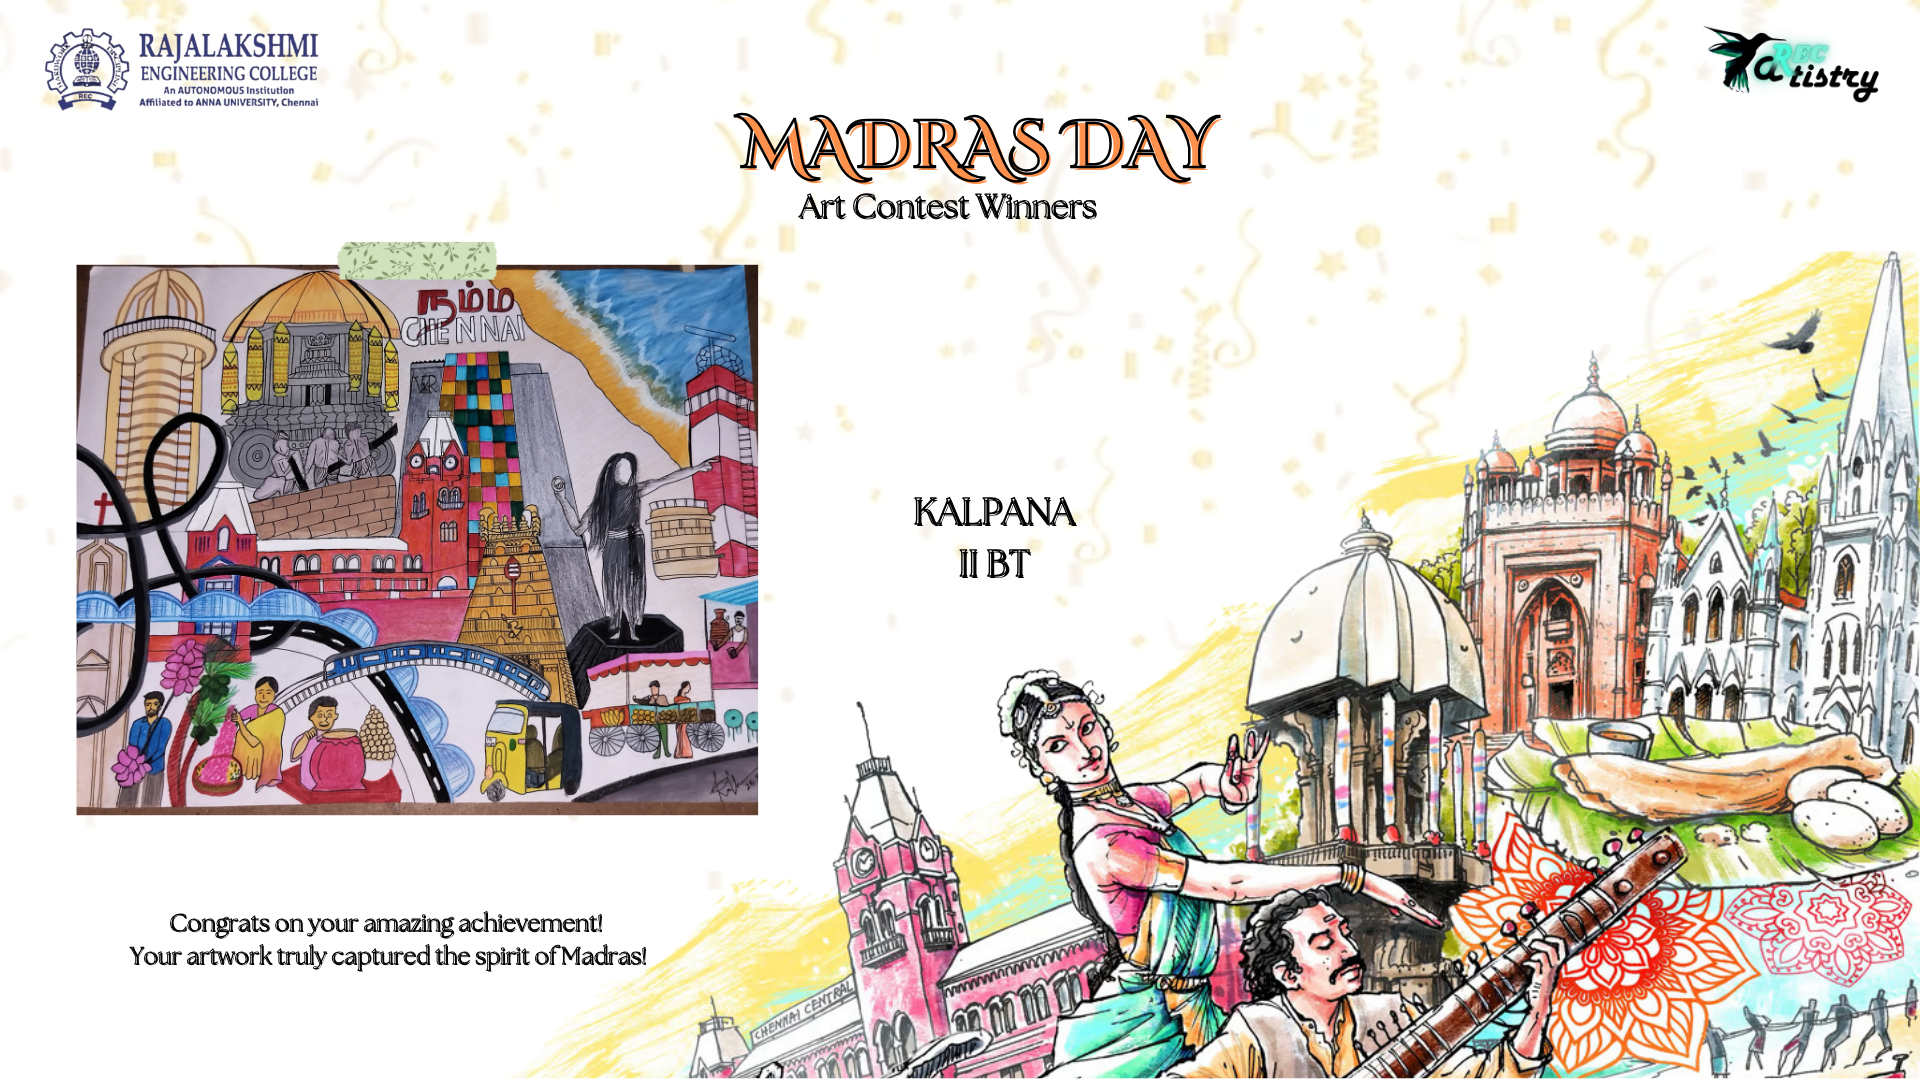 RAJALAKSHMI
ENGINEERING COLLEGE
An AUTONOMOUS Institution
Affiliated to ANNA UNIVERSITY, Chennai
REC
REC
artistry
MADRAS DAY
Art Contest Winners
நம்ம
CHENNAI
VGR
KALPANA
II BT
Congrats on your amazing achievement!
Your artwork truly captured the spirit of Madras!
CHENNAI CENTRAL